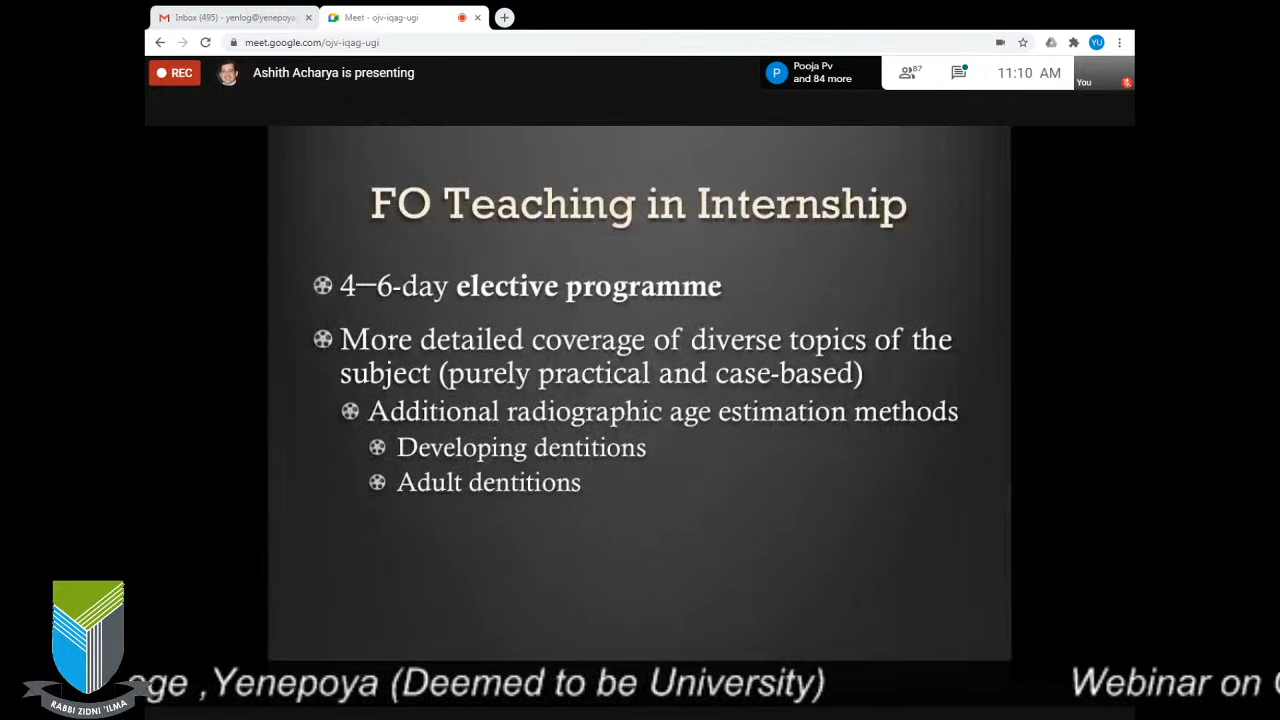 Inbox (495) - yenlog@yenepoya
Meet - ojv-iqag-ugi
meet.google.com/ojv-iqag-ugi
YU
REC
Ashith Acharya is presenting
P
Pooja Pv
and 84 more
87
11:10 AM
You
FO Teaching in Internship
4–6-day elective programme
More detailed coverage of diverse topics of the
subject (purely practical and case-based)
Additional radiographic age estimation methods
Developing dentitions
Adult dentitions
RABBI ZIDNI 'ILMA
age ,Yenepoya (Deemed to be University)
Webinar on